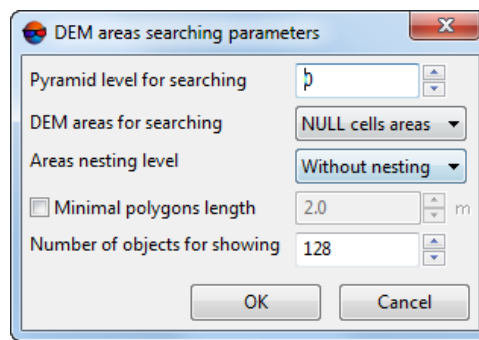 DEM areas searching parameters
Pyramid level for searching 0
DEM areas for searching NULL cells areas
Areas nesting level Without nesting
Minimal polygons length 2.0 m
Number of objects for showing 128
OK Cancel